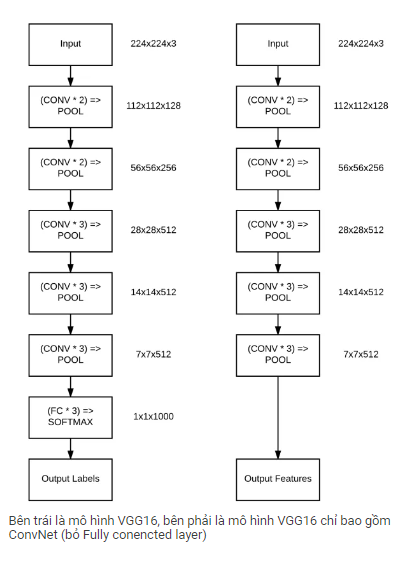 Input
224x224x3
(CONV * 2) =>
POOL
112x112x128
(CONV * 2) =>
POOL
56x56x256
(CONV * 3) =>
POOL
28x28x512
(CONV * 3) =>
POOL
14x14x512
(CONV * 3) =>
POOL
7x7x512
(FC * 3) =>
SOFTMAX
1x1x1000
Output Labels
Input
224x224x3
(CONV * 2) =>
POOL
112x112x128
(CONV * 2) =>
POOL
56x56x256
(CONV * 3) =>
POOL
28x28x512
(CONV * 3) =>
POOL
14x14x512
(CONV * 3) =>
POOL
7x7x512
Output Features
Bên trái là mô hình VGG16, bên phải là mô hình VGG16 chỉ bao gồm
ConvNet (bỏ Fully conencted layer)